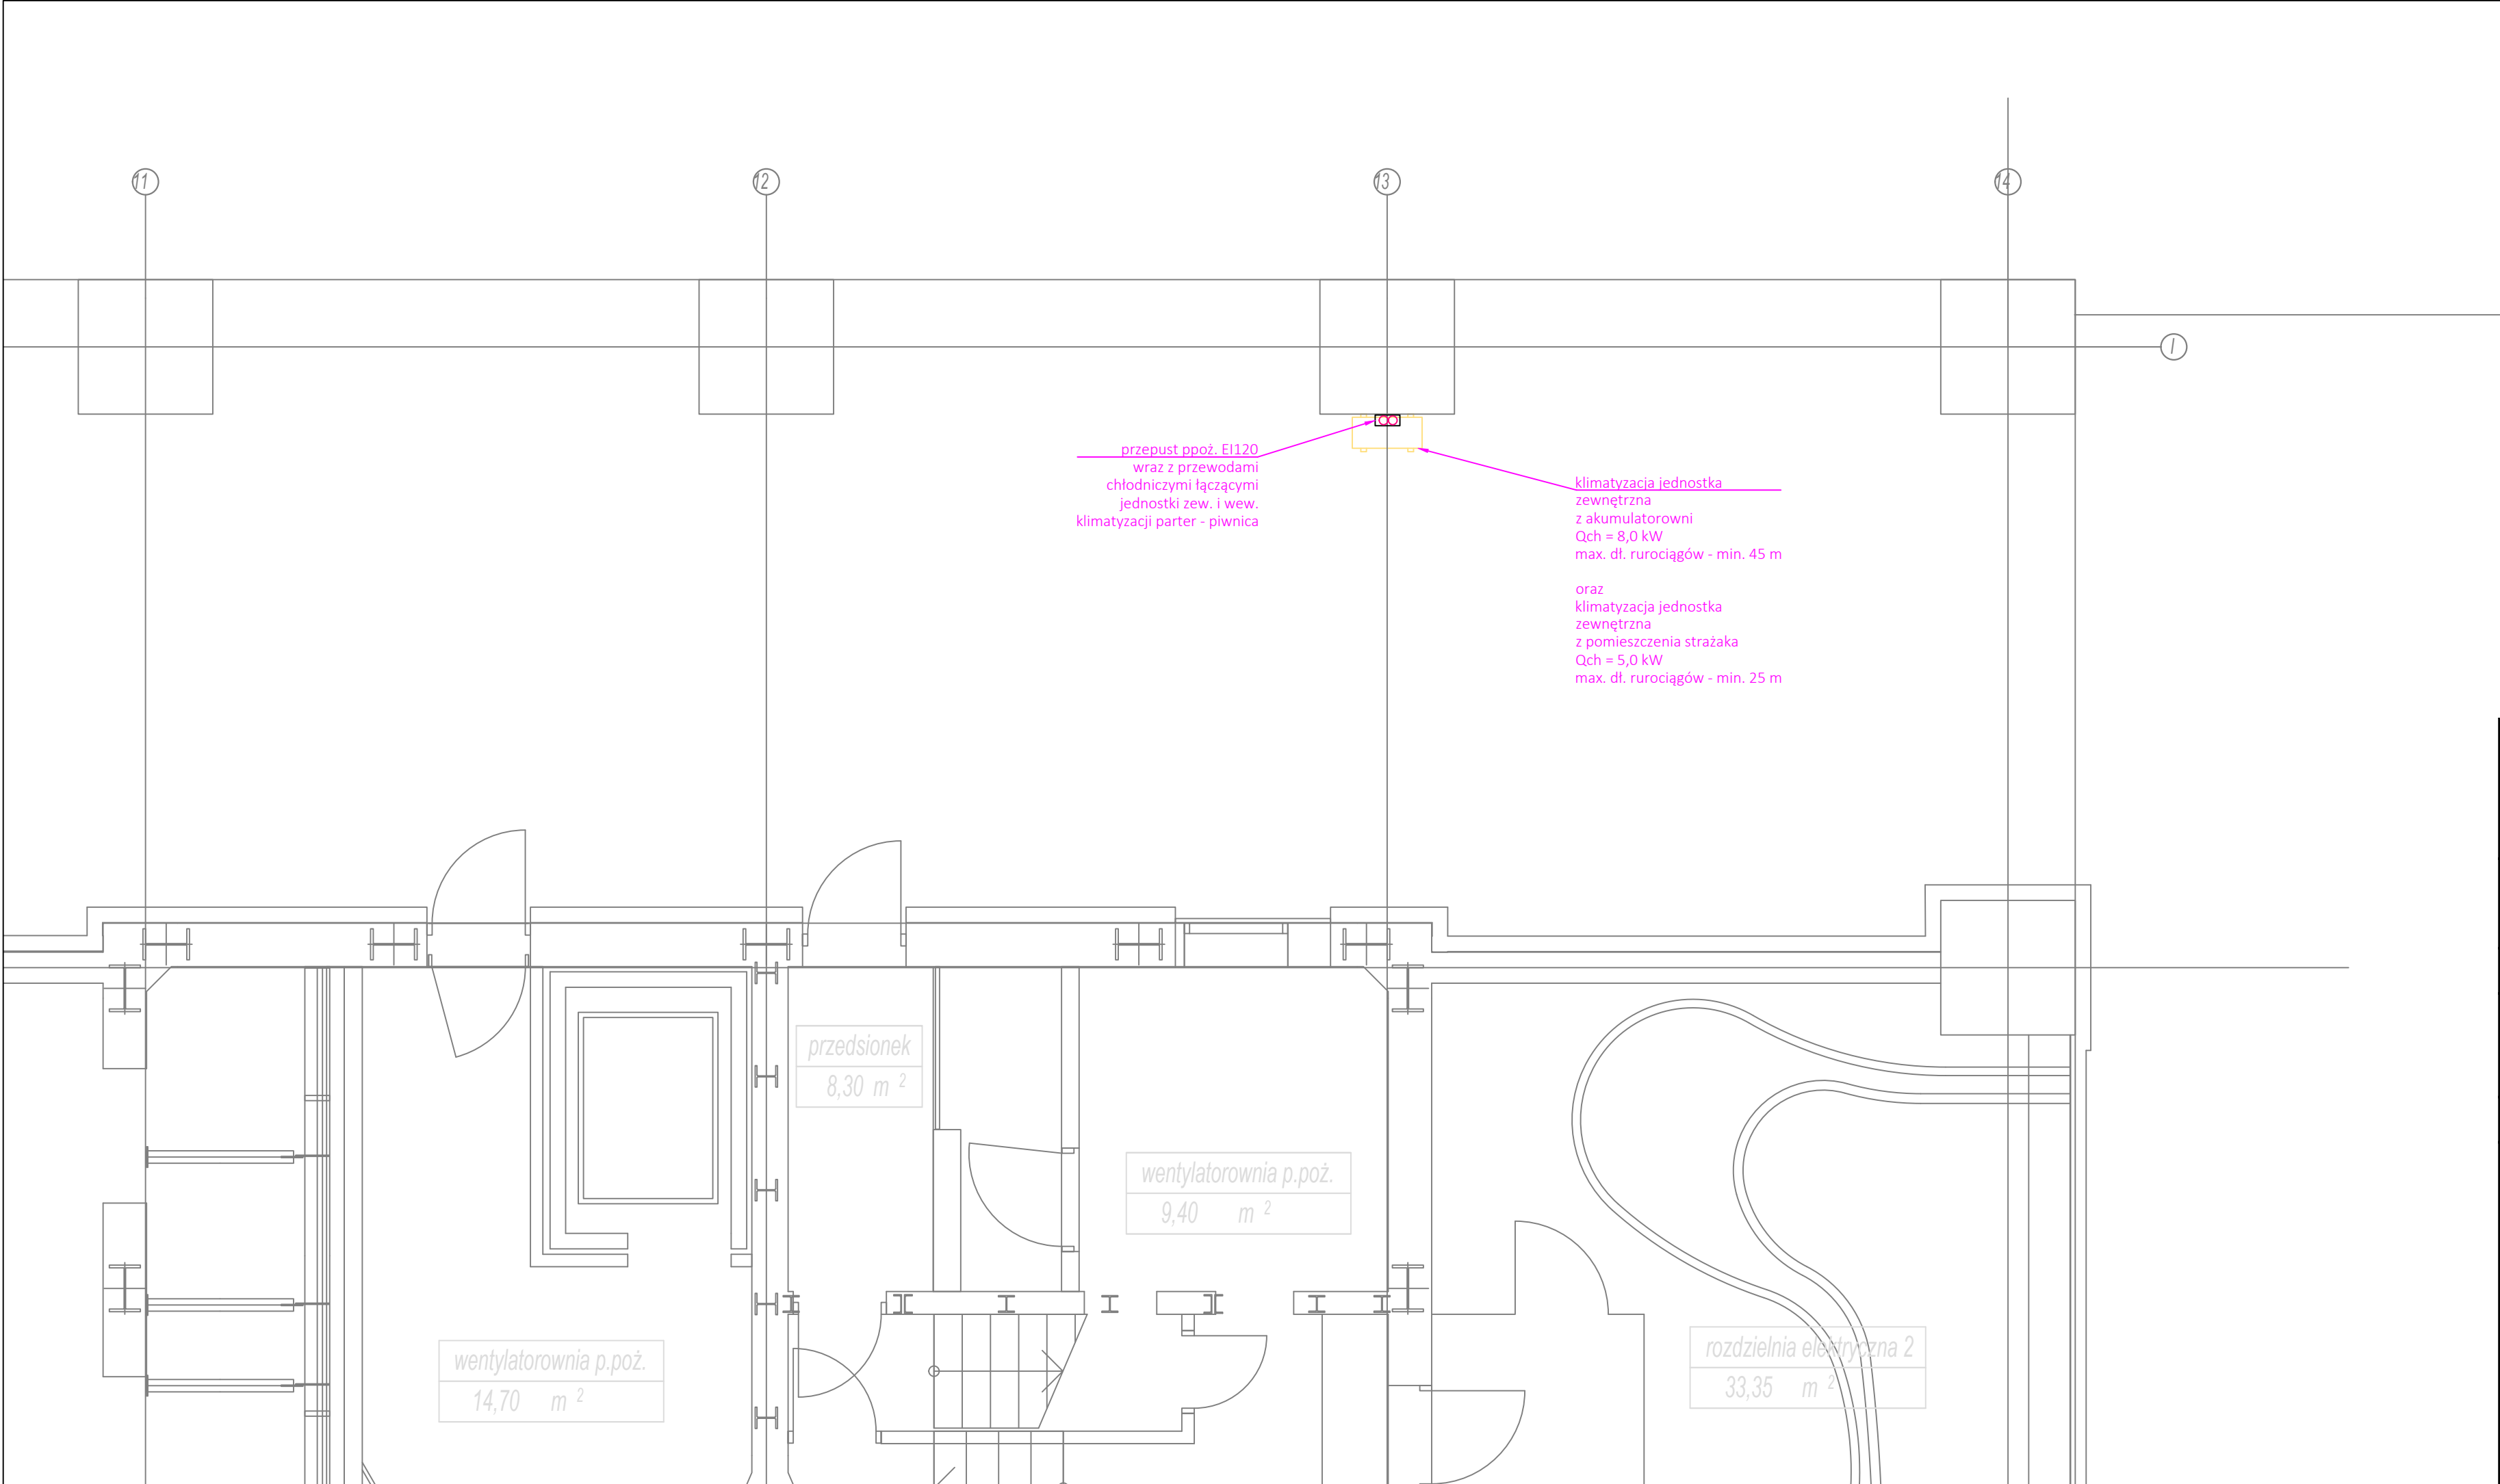 11
12
13
14
I
przepust ppoż. EI120
wraz z przewodami
chłodniczymi łączącymi
jednostki zew. i wew.
klimatyzacji parter - piwnica
klimatyzacja jednostka
zewnętrzna
z akumulatorowni
Qch = 8,0 kW
max. dł. rurociągów - min. 45 m
oraz
klimatyzacja jednostka
zewnętrzna
z pomieszczenia strażaka
Qch = 5,0 kW
max. dł. rurociągów - min. 25 m
przedsionek
8,30 m 2
wentylatorownia p.poż.
9,40 m 2
wentylatorownia p.poż.
14,70 m 2
rozdzielnia elektryczna 2
33,35 m 2